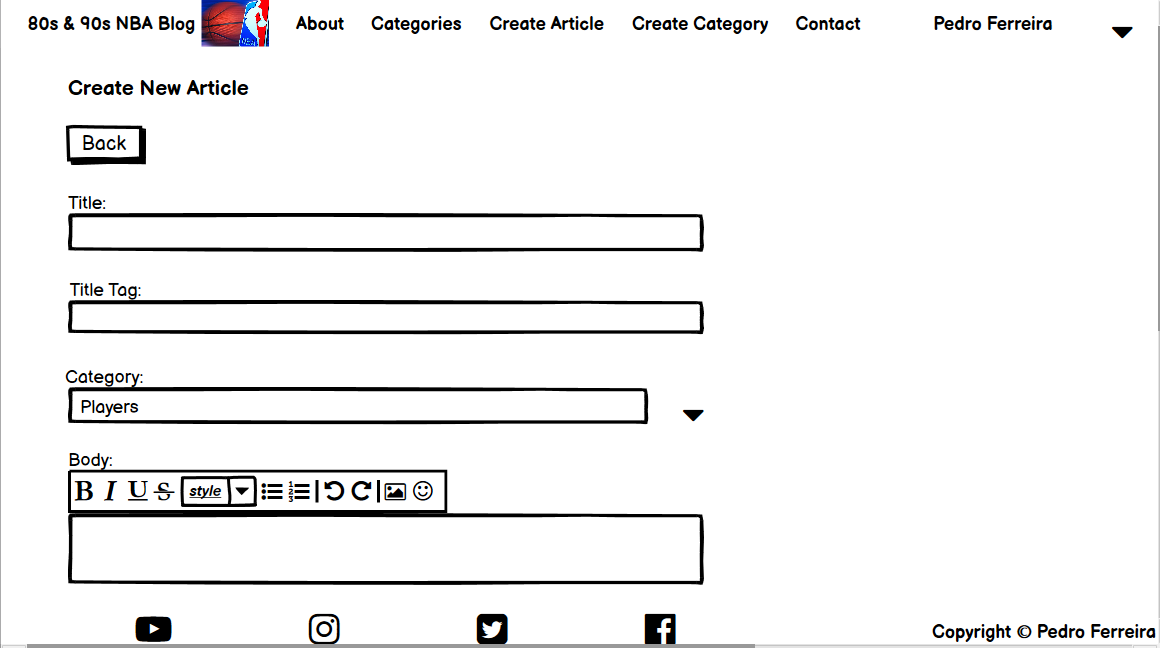 80s & 90s NBA Blog About Categories Create Article Create Category Contact Pedro Ferreira
Create New Article
Back
Title:
Title Tag:
Category:
Players
Body:
B I U S style
Copyright © Pedro Ferreira